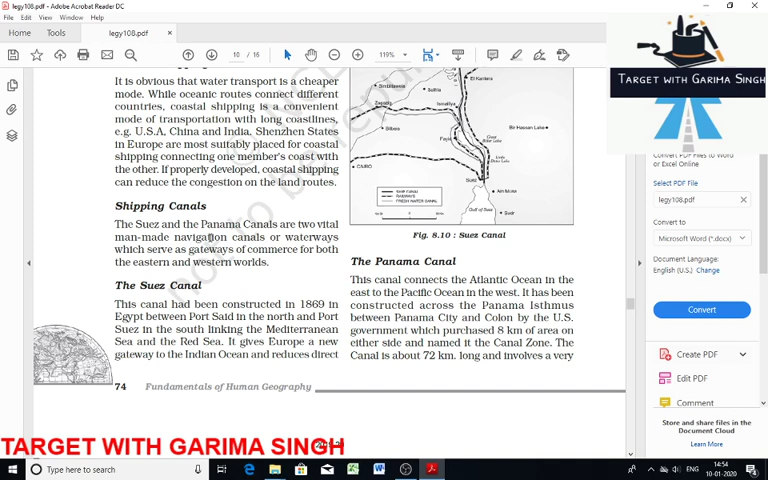 legy108.pdf - Adobe Acrobat Reader DC
File Edit View Window Help
Home Tools legy108.pdf
10 / 16
119%
It is obvious that water transport is a cheaper
mode. While oceanic routes connect different
countries, coastal shipping is a convenient
mode of transportation with long coastlines,
e.g. U.S.A, China and India. Shenzhen States
in Europe are most suitably placed for coastal
shipping connecting one member's coast with
the other. If properly developed, coastal shipping
can reduce the congestion on the land routes.
Shipping Canals
The Suez and the Panama Canals are two vital
man-made navigation canals or waterways
which serve as gateways of commerce for both
the eastern and western worlds.
The Suez Canal
This canal had been constructed in 1869 in
Egypt between Port Said in the north and Port
Suez in the south linking the Mediterranean
Sea and the Red Sea. It gives Europe a new
gateway to the Indian Ocean and reduces direct
74 Fundamentals of Human Geography
El Kantara
Zagazig
Ismailiya
Bilbeis
Bir Hassan Lake
CAIRO
Suez
Gulf of Suez
Sudr
SHIP CANAL
RAILWAYS
FRESH WATER CANAL
Fig. 8.10 : Suez Canal
The Panama Canal
This canal connects the Atlantic Ocean in the
east to the Pacific Ocean in the west. It has been
constructed across the Panama Isthmus
between Panama City and Colon by the U.S.
government which purchased 8 km of area on
either side and named it the Canal Zone. The
Canal is about 72 km. long and involves a very
TARGET WITH GARIMA SINGH
Convert PDFs to Word
or Excel Online
Select PDF File
legy108.pdf
Convert to
Microsoft Word (*.docx)
Document Language:
English (U.S.) Change
Convert
Create PDF
Edit PDF
Comment
Store and share files in the
Document Cloud
Learn More
TARGET WITH GARIMA SINGH
Type here to search
14:54
10-01-2020